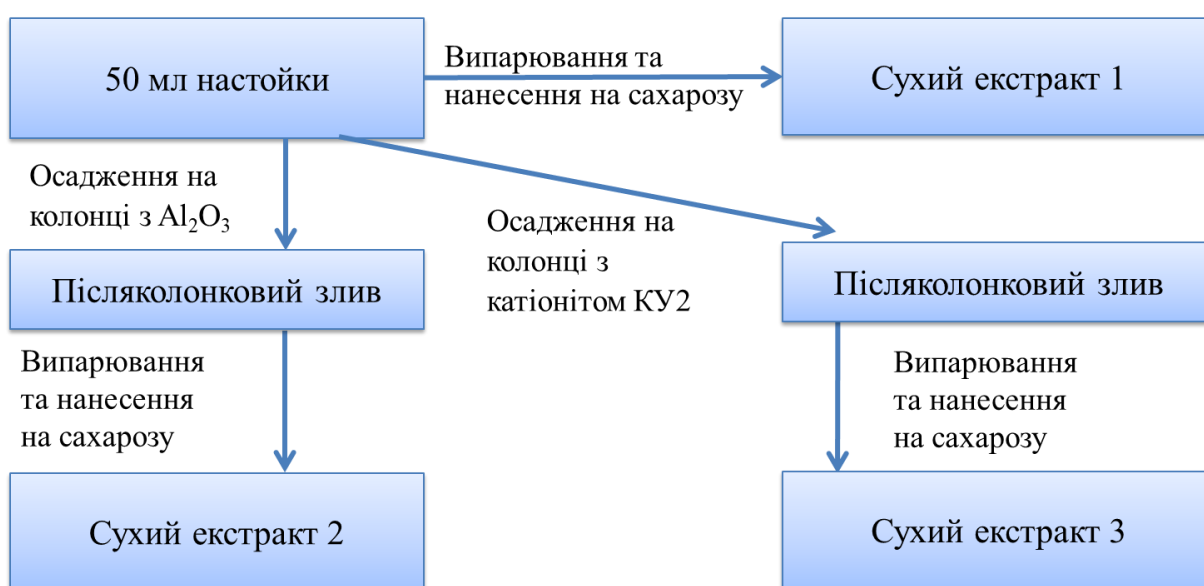 50 мл настойки
Випарювання та
нанесення на сахарозу
Сухий екстракт 1
Осадження на
колонці з Al₂O₃
Осадження на
колонці з
катіонітом КУ2
Післяколонковий злив
Післяколонковий злив
Випарювання
та нанесення
на сахарозу
Випарювання
та нанесення
на сахарозу
Сухий екстракт 2
Сухий екстракт 3